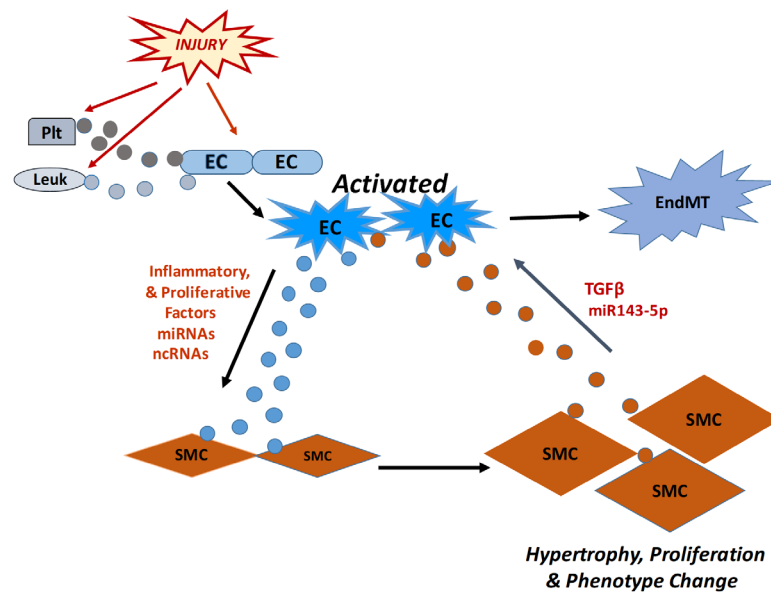 INJURY
Plt
EC
EC
Leuk
Activated
EC
EC
EndMT
Inflammatory,
& Proliferative
Factors
miRNAs
ncRNAs
TGFβ
miR143-5p
SMC
SMC
SMC
SMC
SMC
Hypertrophy, Proliferation
& Phenotype Change